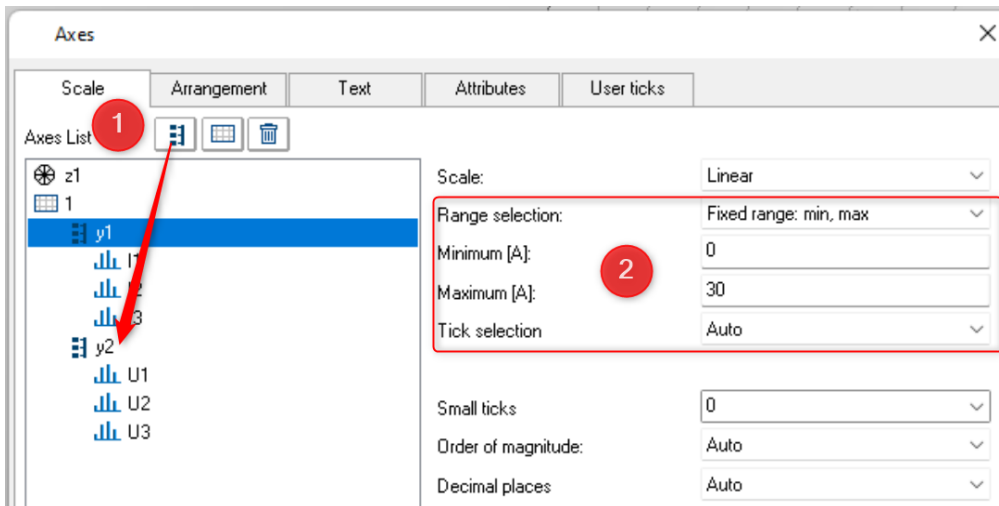 Axes
Scale Arrangement Text Attributes User ticks
Axes List 1
z1
1
y1
I1
2
3
y2
U1
U2
U3
Scale: Linear
Range selection: Fixed range: min, max
Minimum [A]: 0
2
Maximum [A]: 30
Tick selection Auto
Small ticks 0
Order of magnitude: Auto
Decimal places Auto